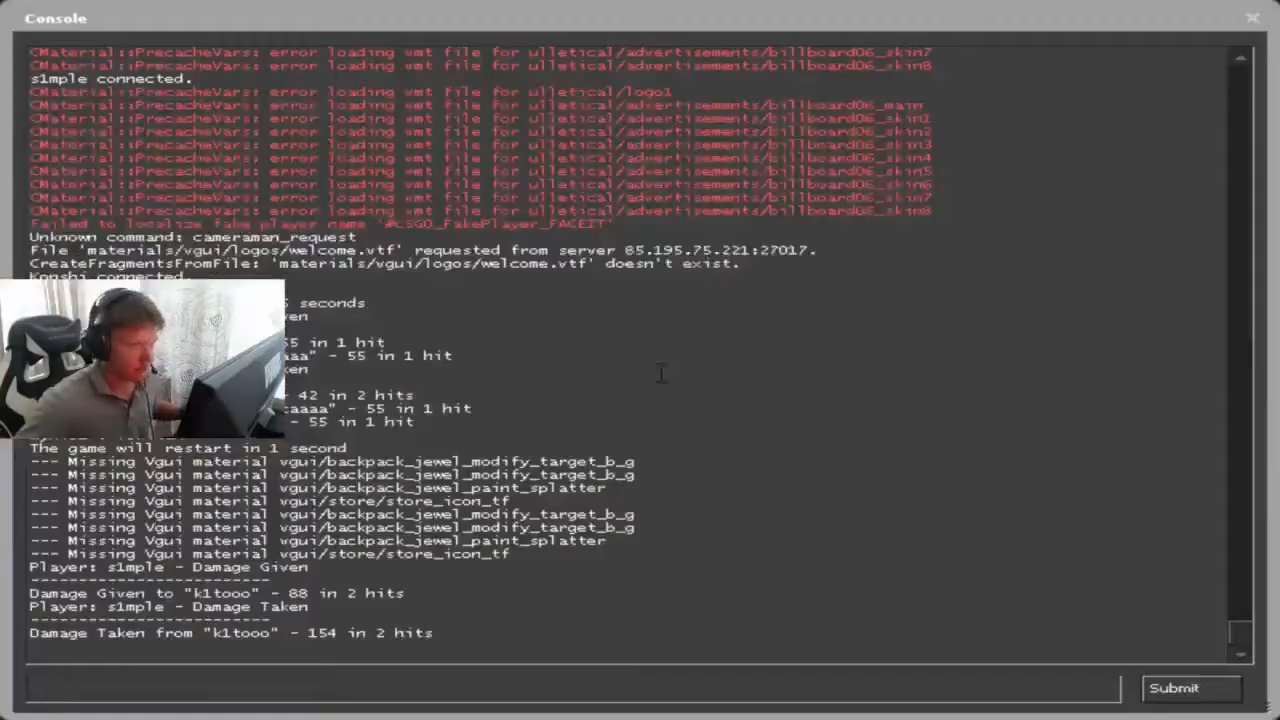 Console
CMaterial::PrecacheVars: error loading vmt file for ulletical/advertisements/billboard06_skin7
CMaterial::PrecacheVars: error loading vmt file for ulletical/advertisements/billboard06_skin8
s1mple connected.
CMaterial::PrecacheVars: error loading vmt file for ulletical/logo1
CMaterial::PrecacheVars: error loading vmt file for ulletical/advertisements/billboard06_main
CMaterial::PrecacheVars: error loading vmt file for ulletical/advertisements/billboard06_skin1
CMaterial::PrecacheVars: error loading vmt file for ulletical/advertisements/billboard06_skin2
CMaterial::PrecacheVars: error loading vmt file for ulletical/advertisements/billboard06_skin3
CMaterial::PrecacheVars: error loading vmt file for ulletical/advertisements/billboard06_skin4
CMaterial::PrecacheVars: error loading vmt file for ulletical/advertisements/billboard06_skin5
CMaterial::PrecacheVars: error loading vmt file for ulletical/advertisements/billboard06_skin6
CMaterial::PrecacheVars: error loading vmt file for ulletical/advertisements/billboard06_skin7
CMaterial::PrecacheVars: error loading vmt file for ulletical/advertisements/billboard06_skin8
Failed to localize fake player name '#CSGO_FakePlayer_FACEIT'
Unknown command: cameraman_request
File 'materials/vgui/logos/welcome.vtf' requested from server 85.195.75.221:27017.
CreateFragmentsFromFile: 'materials/vgui/logos/welcome.vtf' doesn't exist.
connected.
seconds
en
55 in 1 hit
aaa" - 55 in 1 hit
ken
- 42 in 2 hits
aaaa" - 55 in 1 hit
- 55 in 1 hit
The game will restart in 1 second
--- Missing Vgui material vgui/backpack_jewel_modify_target_b_g
--- Missing Vgui material vgui/backpack_jewel_modify_target_b_g
--- Missing Vgui material vgui/backpack_jewel_paint_splatter
--- Missing Vgui material vgui/store/store_icon_tf
--- Missing Vgui material vgui/backpack_jewel_modify_target_b_g
--- Missing Vgui material vgui/backpack_jewel_modify_target_b_g
--- Missing Vgui material vgui/backpack_jewel_paint_splatter
--- Missing Vgui material vgui/store/store_icon_tf
Player: s1mple - Damage Given
-------------------------
Damage Given to "k1tooo" - 88 in 2 hits
Player: s1mple - Damage Taken
-------------------------
Damage Taken from "k1tooo" - 154 in 2 hits
Submit